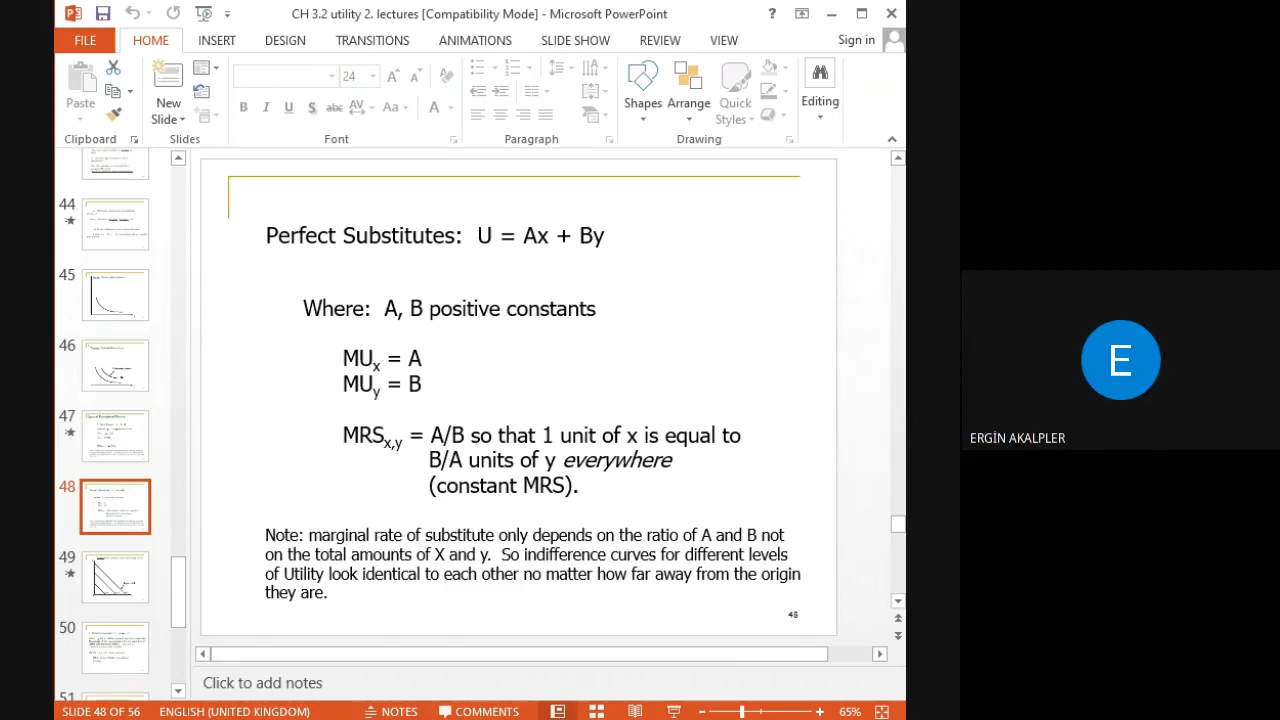 CH 3.2 utility 2. lectures [Compatibility Mode] - Microsoft PowerPoint
FILE HOME INSERT DESIGN TRANSITIONS ANIMATIONS SLIDE SHOW REVIEW VIEW Sign in
24
Paste New Slide Shapes Arrange Quick Styles Editing
Clipboard Slides Font Paragraph Drawing
44
45
46
47
48
49
50
51
Perfect Substitutes: U = Ax + By
Where: A, B positive constants
MUx = A
MUy = B
MRSx,y = A/B so that 1 unit of x is equal to
B/A units of y everywhere
(constant MRS).
Note: marginal rate of substitute only depends on the ratio of A and B not
on the total amounts of X and y. So indifference curves for different levels
of Utility look identical to each other no matter how far away from the origin
they are.
48
Click to add notes
SLIDE 48 OF 56 ENGLISH (UNITED KINGDOM) NOTES COMMENTS 65%
E
ERGİN AKALPLER